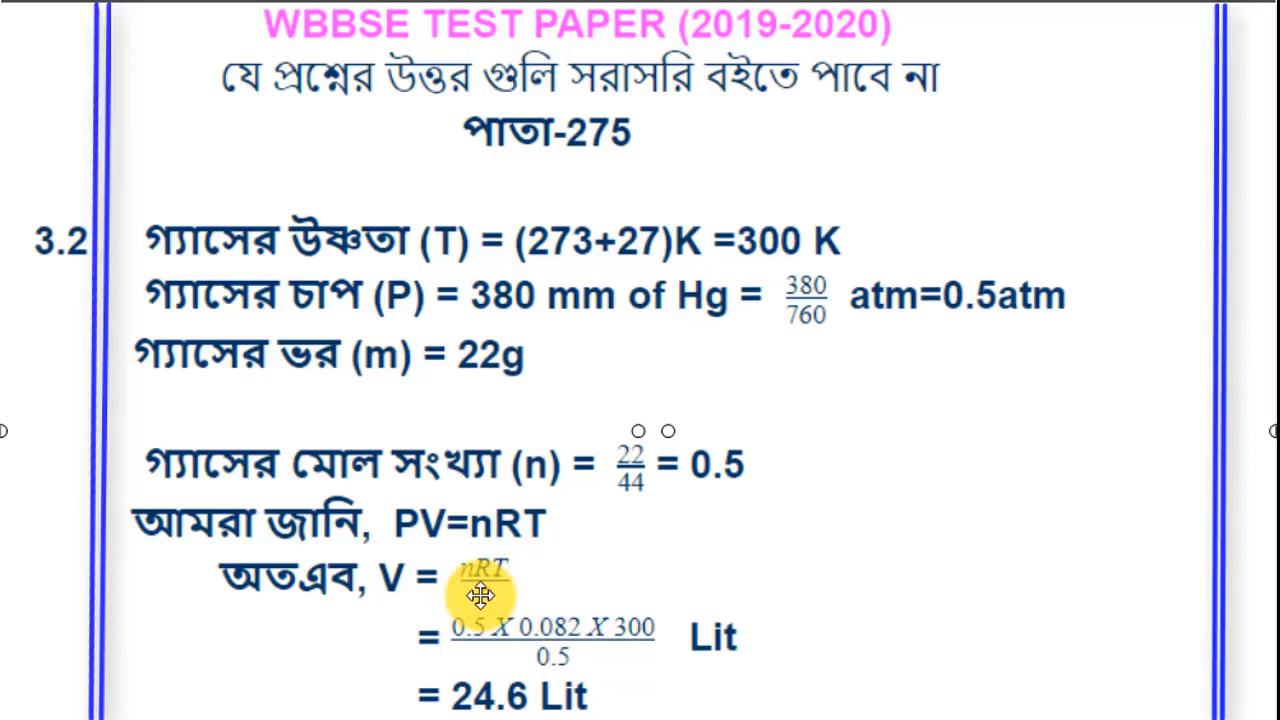 WBBSE TEST PAPER (2019-2020)
যে প্রশ্নের উত্তর গুলি সরাসরি বইতে পাবে না
পাতা-275
3.2 গ্যাসের উষ্ণতা (T) = (273+27)K =300 K
গ্যাসের চাপ (P) = 380 mm of Hg = 380/760 atm=0.5atm
গ্যাসের ভর (m) = 22g
গ্যাসের মোল সংখ্যা (n) = 22/44 = 0.5
আমরা জানি, PV=nRT
অতএব, V = nRT
= 0.5 X 0.082 X 300/0.5 Lit
= 24.6 Lit